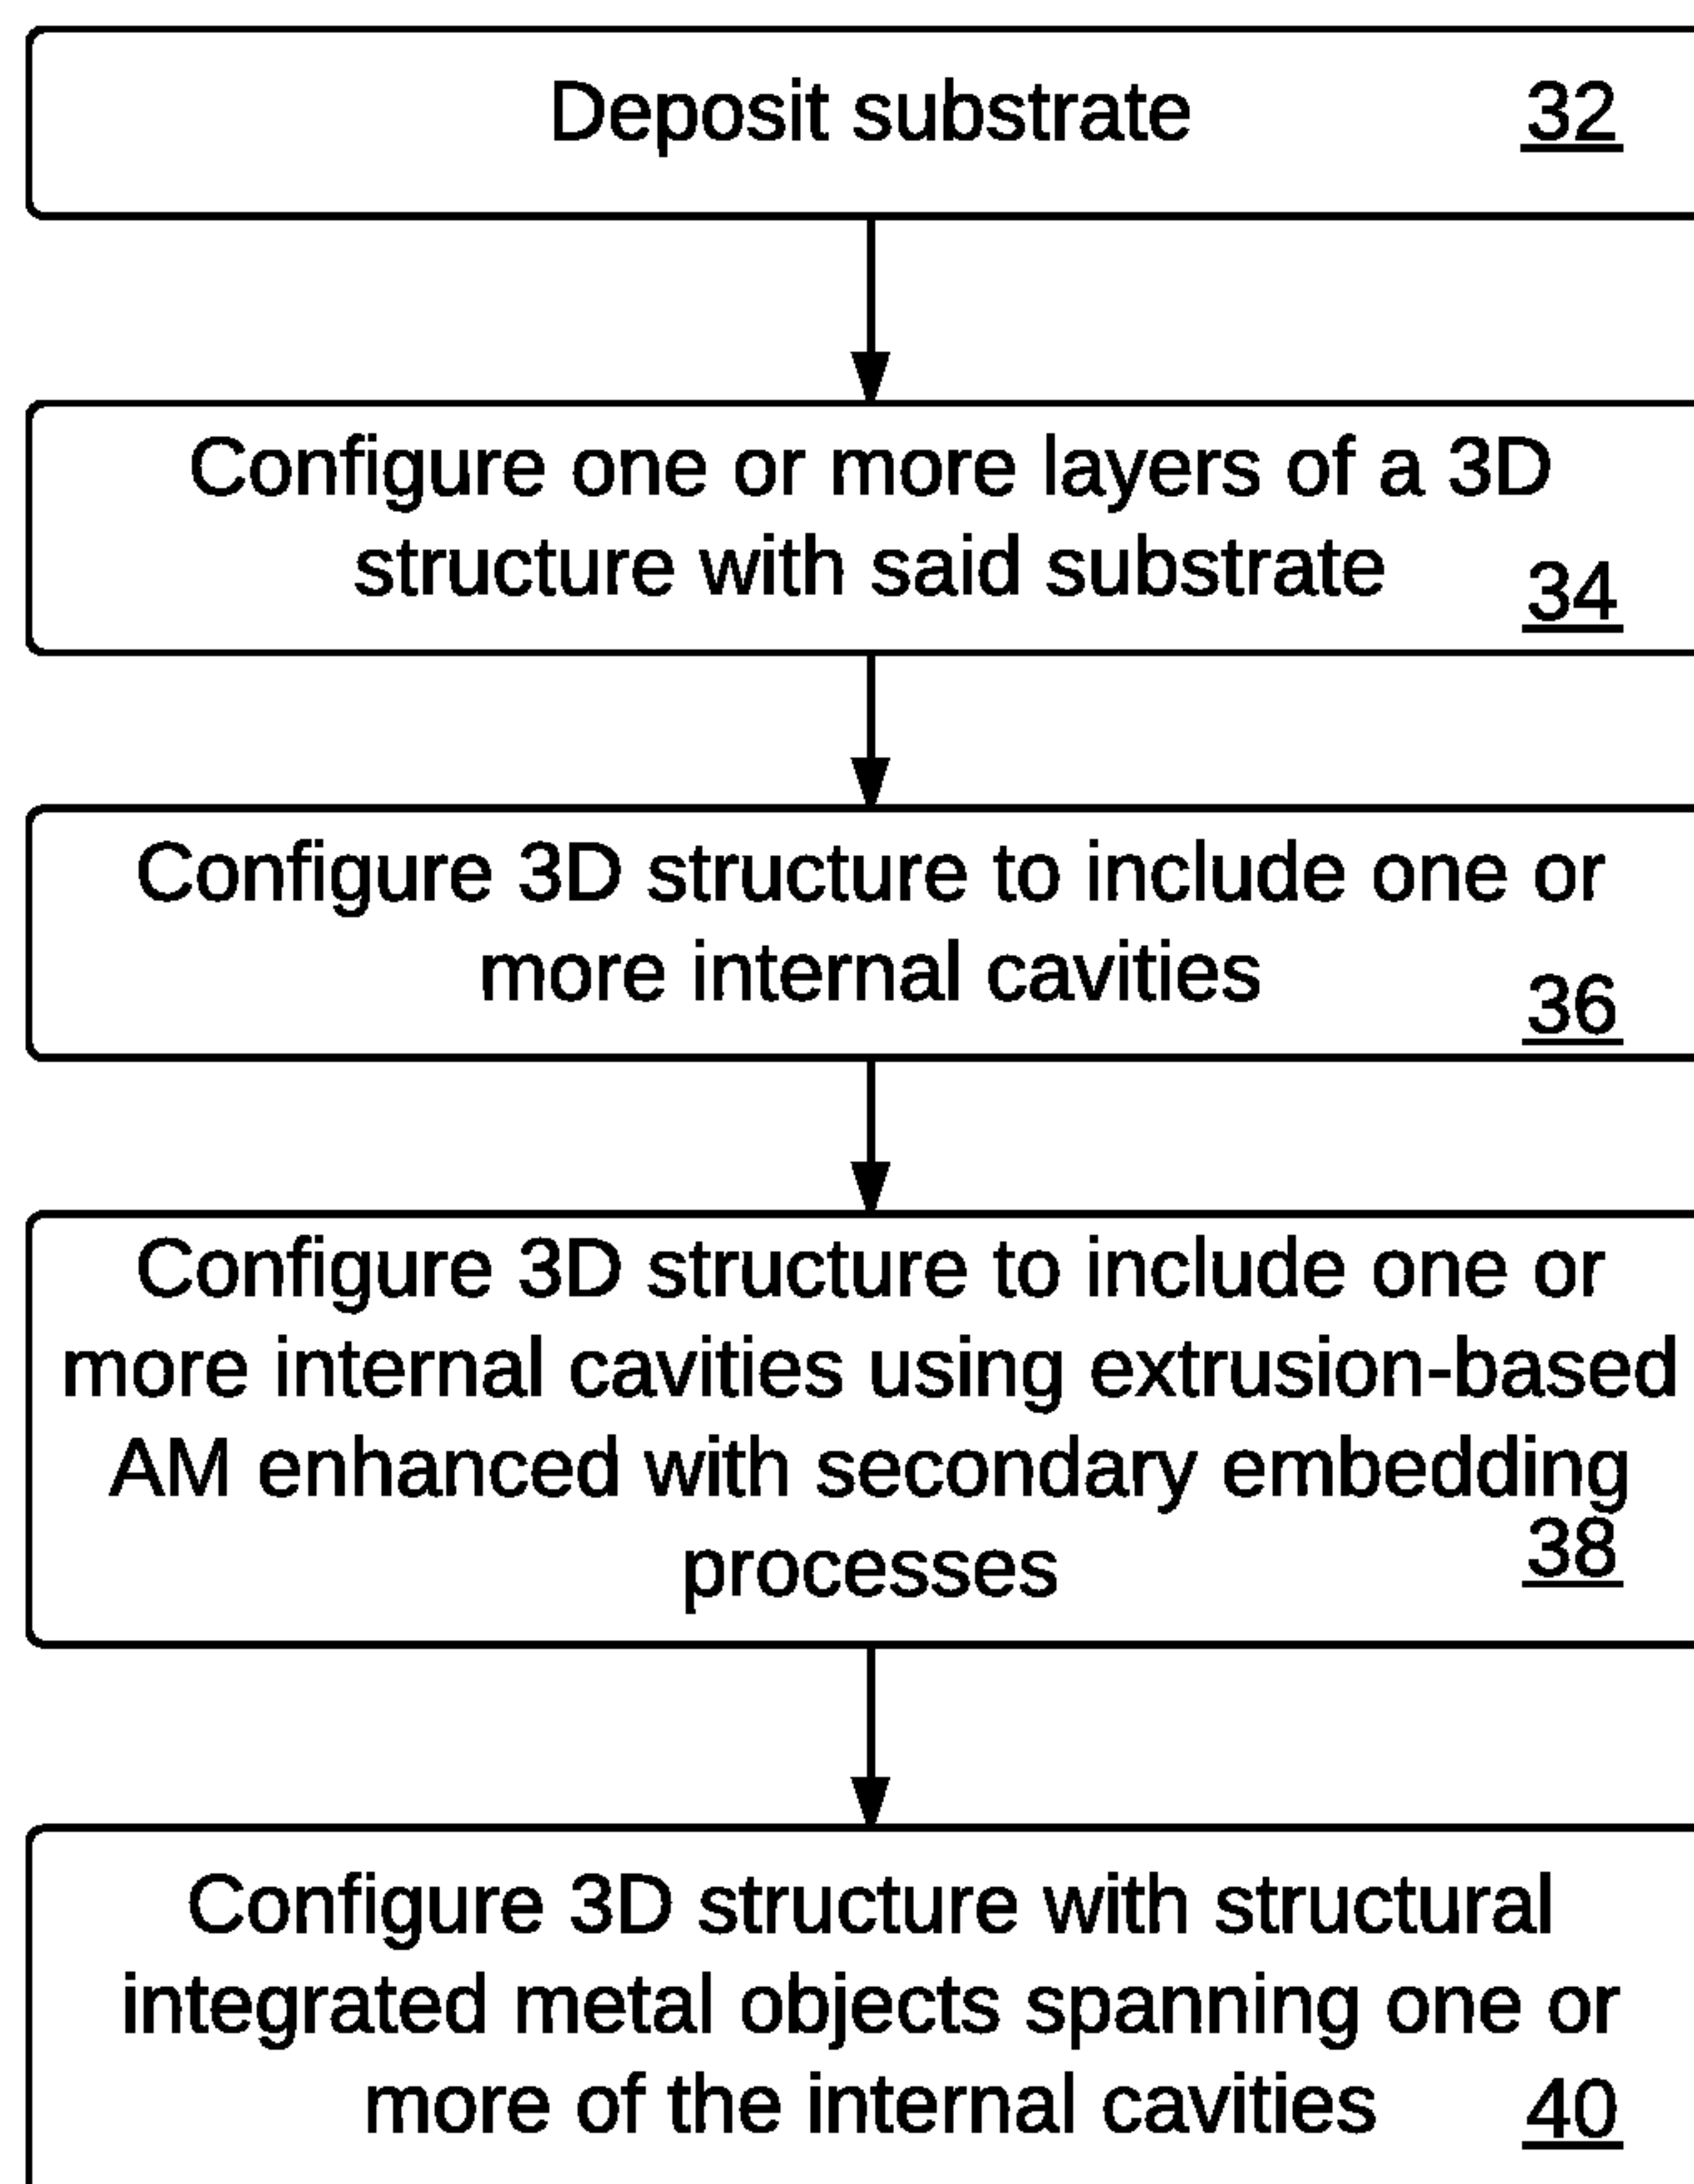 Deposit substrate 32
Configure one or more layers of a 3D
structure with said substrate 34
Configure 3D structure to include one or
more internal cavities 36
Configure 3D structure to include one or
more internal cavities using extrusion-based
AM enhanced with secondary embedding
processes 38
Configure 3D structure with structural
integrated metal objects spanning one or
more of the internal cavities 40